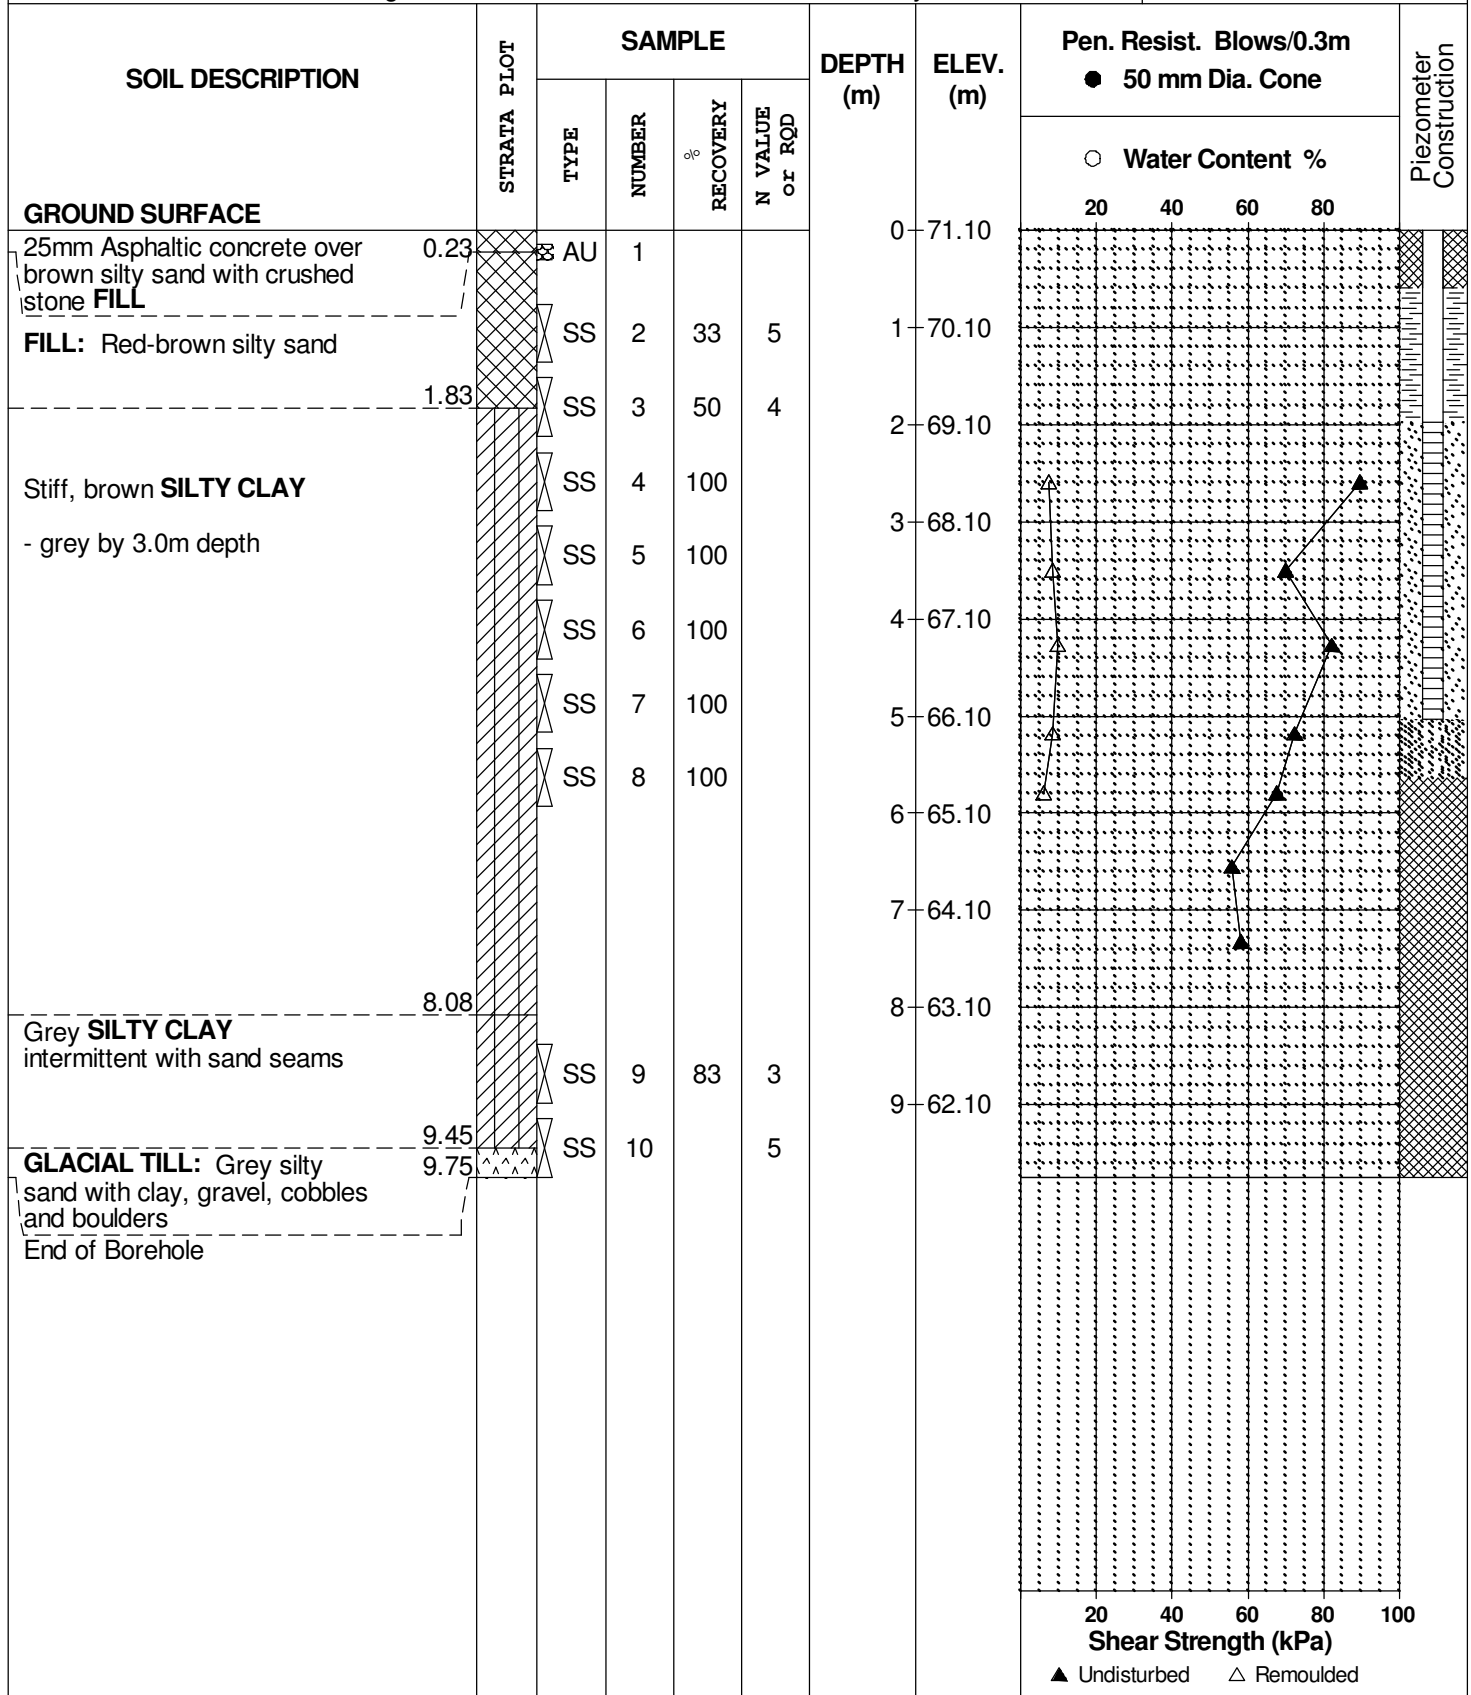 SOIL DESCRIPTION
STRATA PLOT
SAMPLE
TYPE
NUMBER
%
RECOVERY
N VALUE
or RQD
DEPTH
(m)
ELEV.
(m)
Pen. Resist. Blows/0.3m
● 50 mm Dia. Cone
○ Water Content %
Piezometer
Construction
20 40 60 80
GROUND SURFACE
0 71.10
25mm Asphaltic concrete over 0.23
brown silty sand with crushed
stone FILL
AU 1
FILL: Red-brown silty sand
SS 2 33 5
1 70.10
1.83
SS 3 50 4
2 69.10
Stiff, brown SILTY CLAY
SS 4 100
3 68.10
- grey by 3.0m depth
SS 5 100
4 67.10
SS 6 100
SS 7 100
5 66.10
SS 8 100
6 65.10
7 64.10
8.08
8 63.10
Grey SILTY CLAY
intermittent with sand seams
SS 9 83 3
9 62.10
9.45
SS 10 5
GLACIAL TILL: Grey silty 9.75
sand with clay, gravel, cobbles
and boulders
End of Borehole
20 40 60 80 100
Shear Strength (kPa)
▲ Undisturbed △ Remoulded